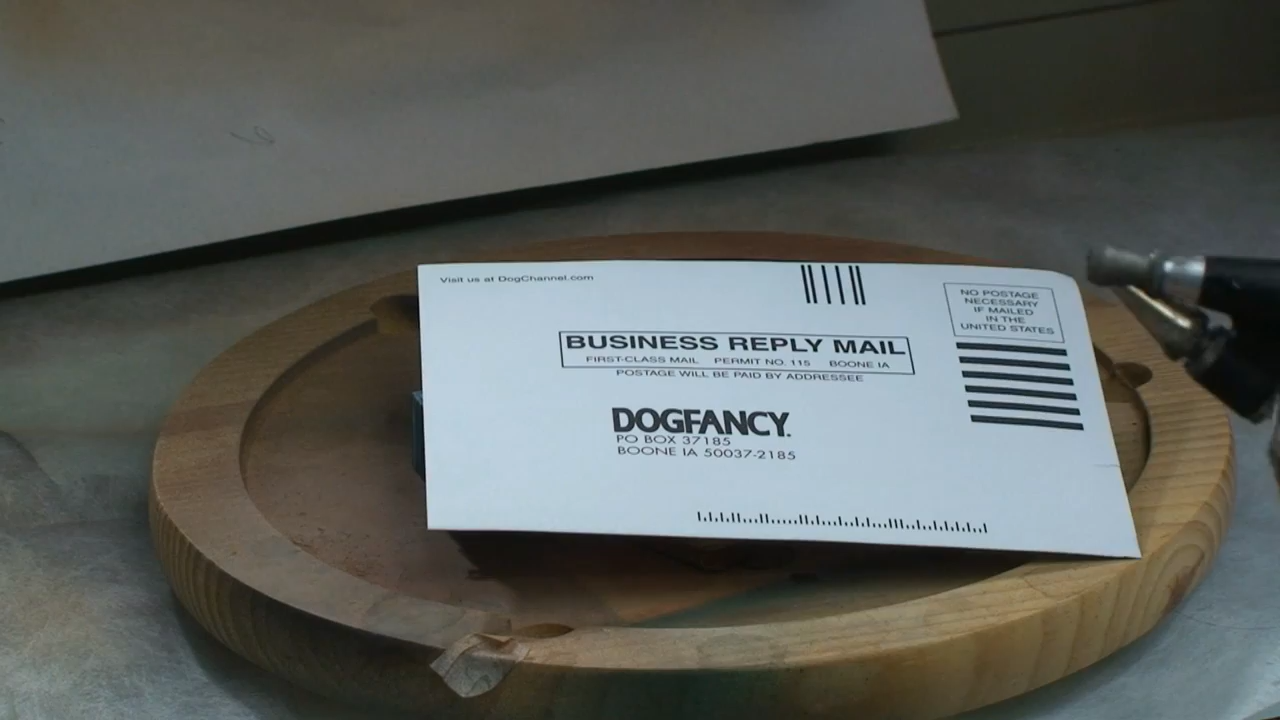 Visit us at DogChannel.com
NO POSTAGE
NECESSARY
IF MAILED
IN THE
UNITED STATES
BUSINESS REPLY MAIL
FIRST-CLASS MAIL PERMIT NO. 115 BOONE IA
POSTAGE WILL BE PAID BY ADDRESSEE
DOGFANCY.
PO BOX 37185
BOONE IA 50037-2185